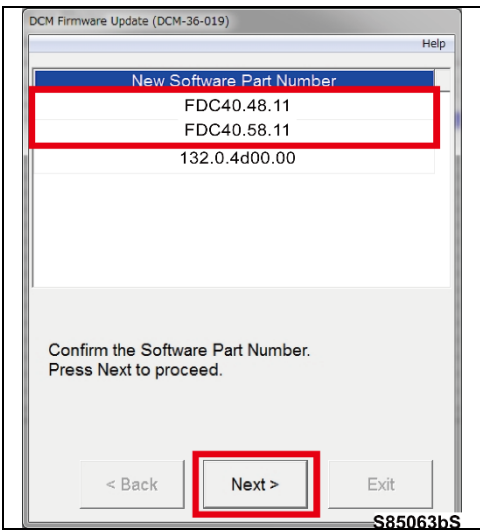 DCM Firmware Update (DCM-36-019)
Help
New Software Part Number
FDC40.48.11
FDC40.58.11
132.0.4d00.00
Confirm the Software Part Number.
Press Next to proceed.
< Back
Next >
Exit
S85063bS